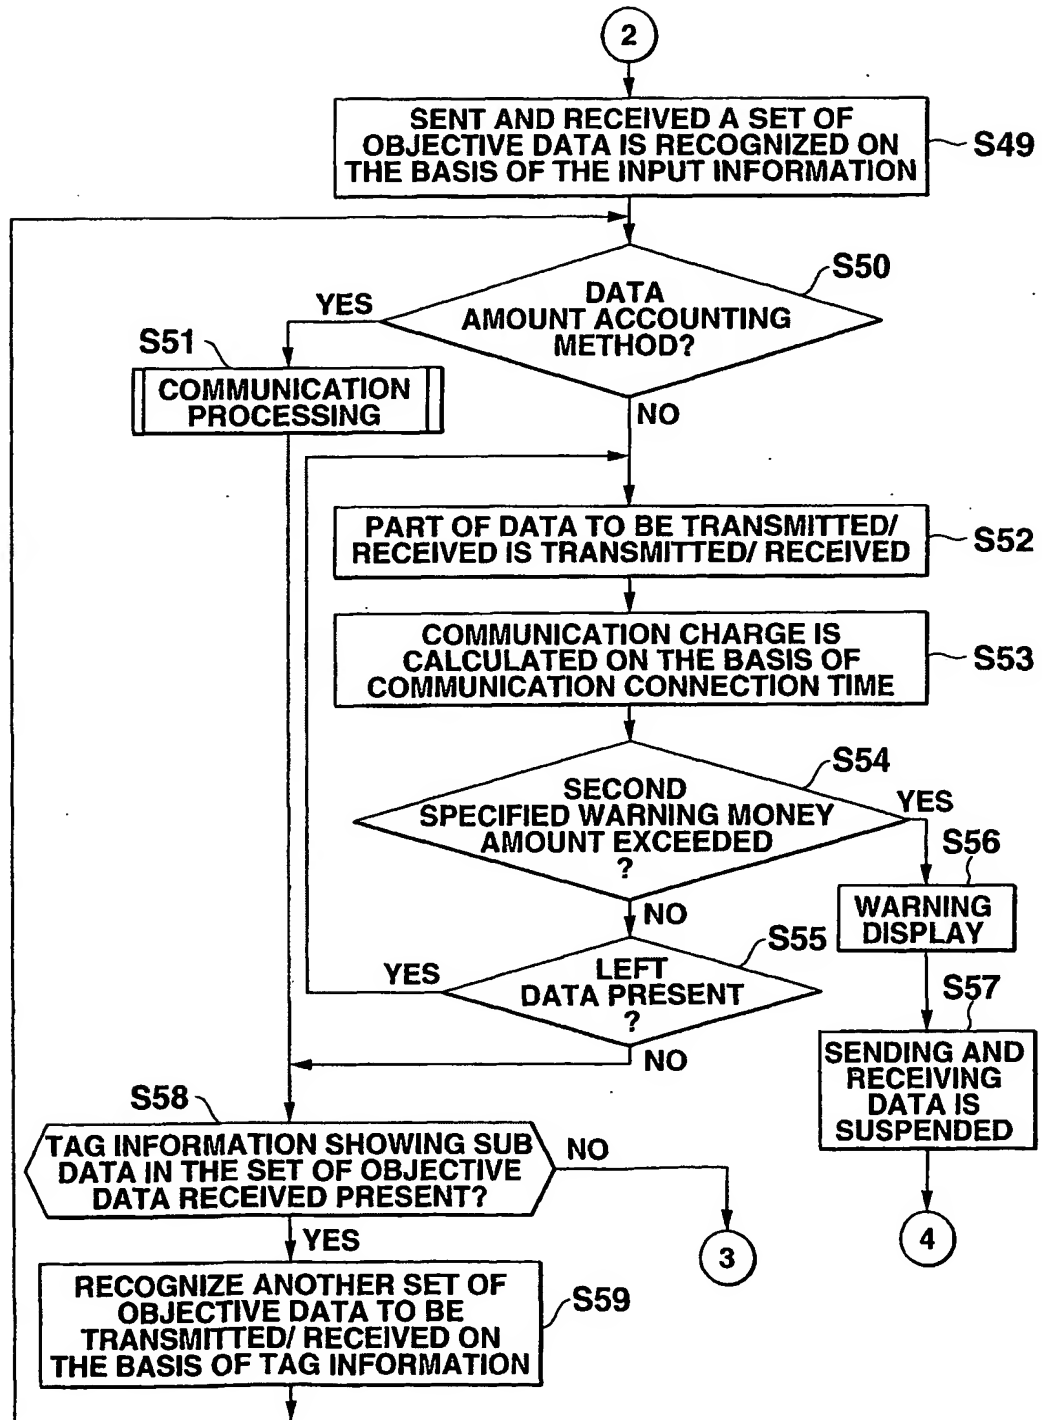 2
SENT AND RECEIVED A SET OF
OBJECTIVE DATA IS RECOGNIZED ON
THE BASIS OF THE INPUT INFORMATION
S49
S50
DATA
AMOUNT ACCOUNTING
METHOD?
YES
NO
S51
COMMUNICATION
PROCESSING
PART OF DATA TO BE TRANSMITTED/
RECEIVED IS TRANSMITTED/ RECEIVED
S52
COMMUNICATION CHARGE IS
CALCULATED ON THE BASIS OF
COMMUNICATION CONNECTION TIME
S53
S54
SECOND
SPECIFIED WARNING MONEY
AMOUNT EXCEEDED
?
YES
NO
S56
WARNING
DISPLAY
S55
LEFT
DATA PRESENT
?
YES
NO
S57
SENDING AND
RECEIVING
DATA IS
SUSPENDED
4
S58
TAG INFORMATION SHOWING SUB
DATA IN THE SET OF OBJECTIVE
DATA RECEIVED PRESENT?
NO
3
YES
RECOGNIZE ANOTHER SET OF
OBJECTIVE DATA TO BE
TRANSMITTED/ RECEIVED ON
THE BASIS OF TAG INFORMATION
S59